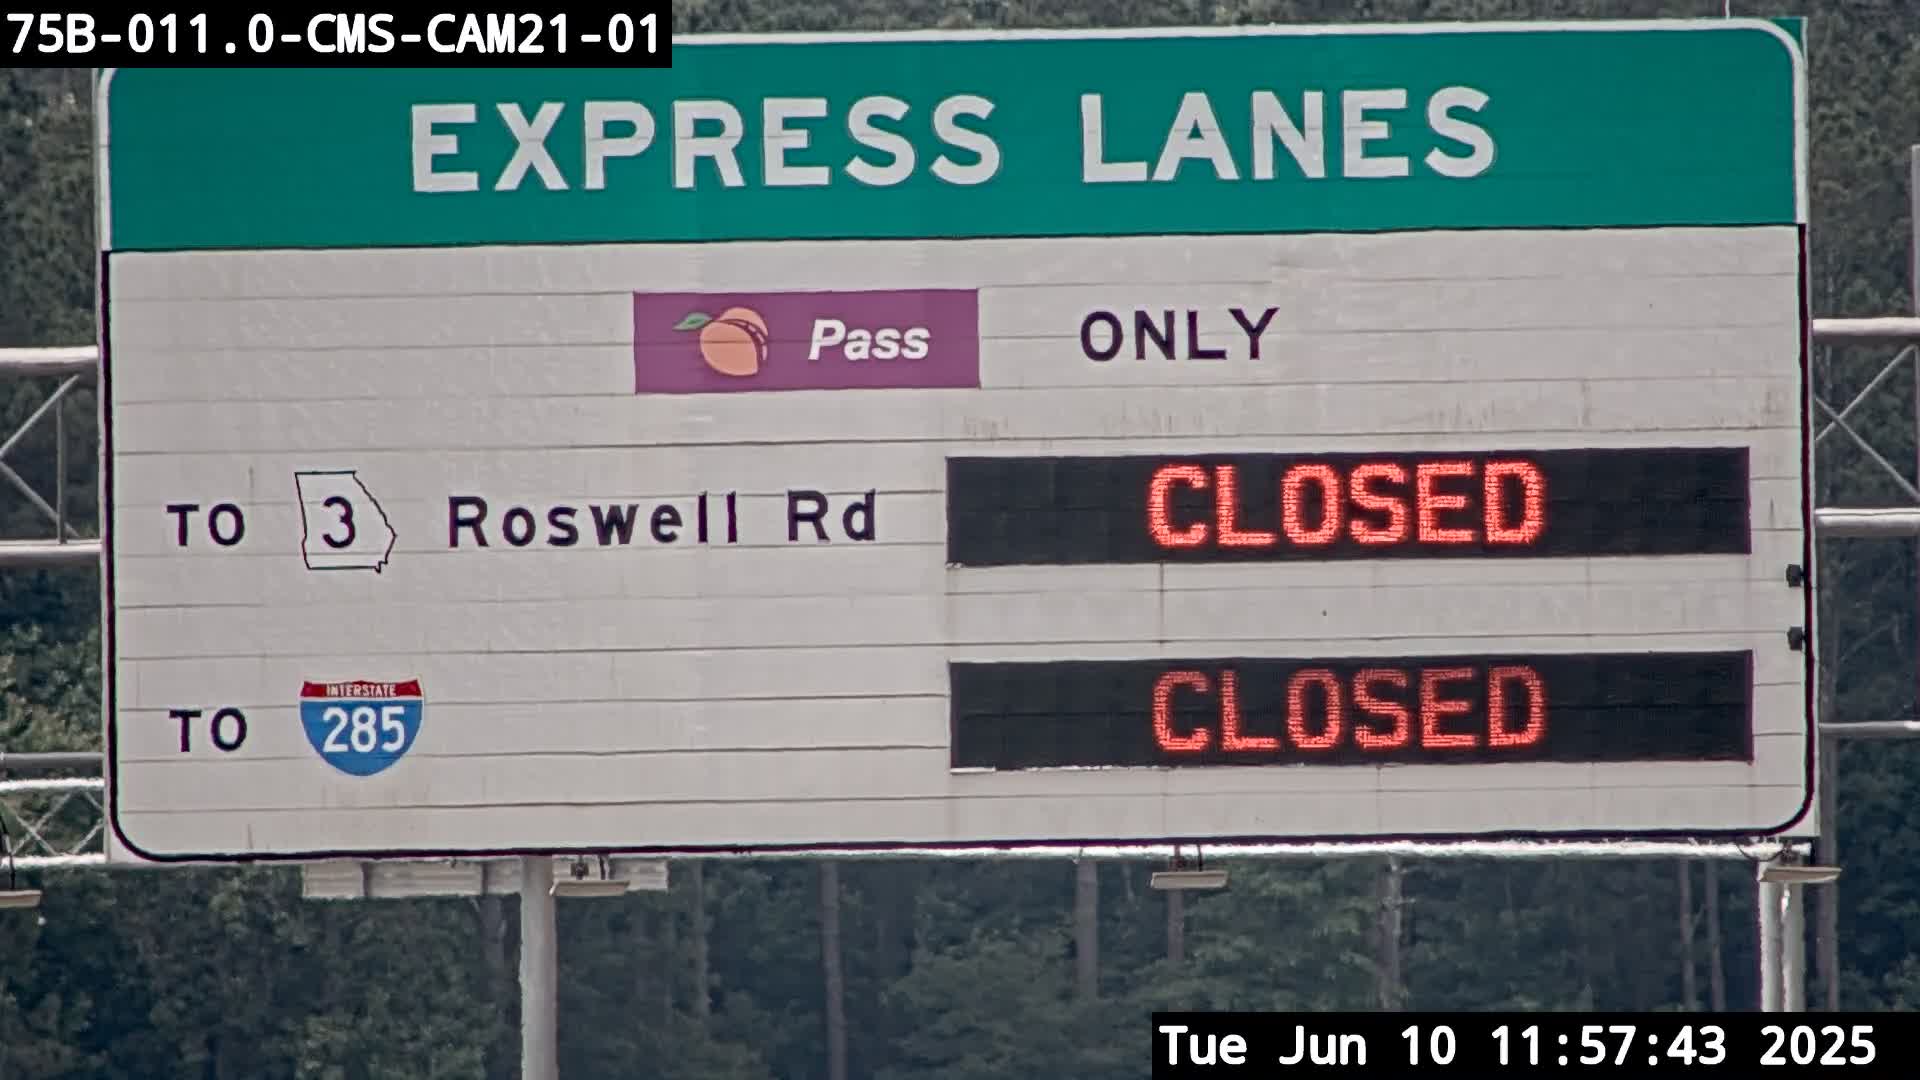 75B-011.0-CMS-CAM21-01
EXPRESS LANES
Pass ONLY
TO 3 Roswell Rd CLOSED
INTERSTATE
TO 285 CLOSED
Tue Jun 10 11:57:43 2025